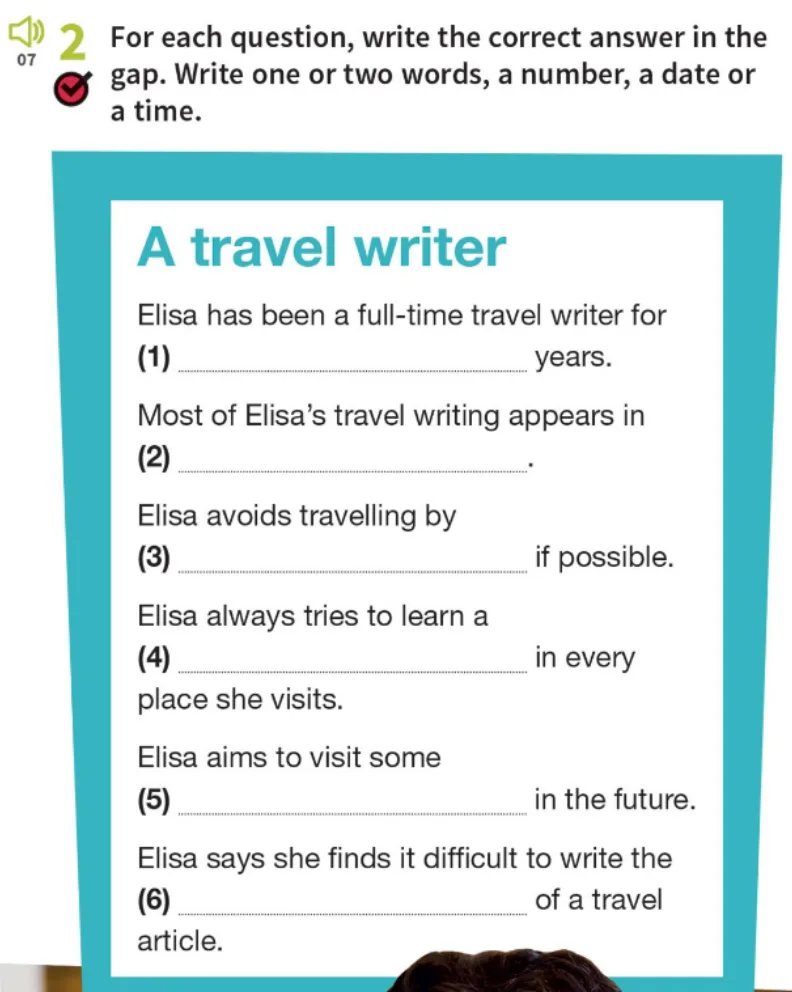 07
2 For each question, write the correct answer in the
gap. Write one or two words, a number, a date or
a time.
A travel writer
Elisa has been a full-time travel writer for
(1) years.
Most of Elisa's travel writing appears in
(2) .
Elisa avoids travelling by
(3) if possible.
Elisa always tries to learn a
(4) in every
place she visits.
Elisa aims to visit some
(5) in the future.
Elisa says she finds it difficult to write the
(6) of a travel
article.